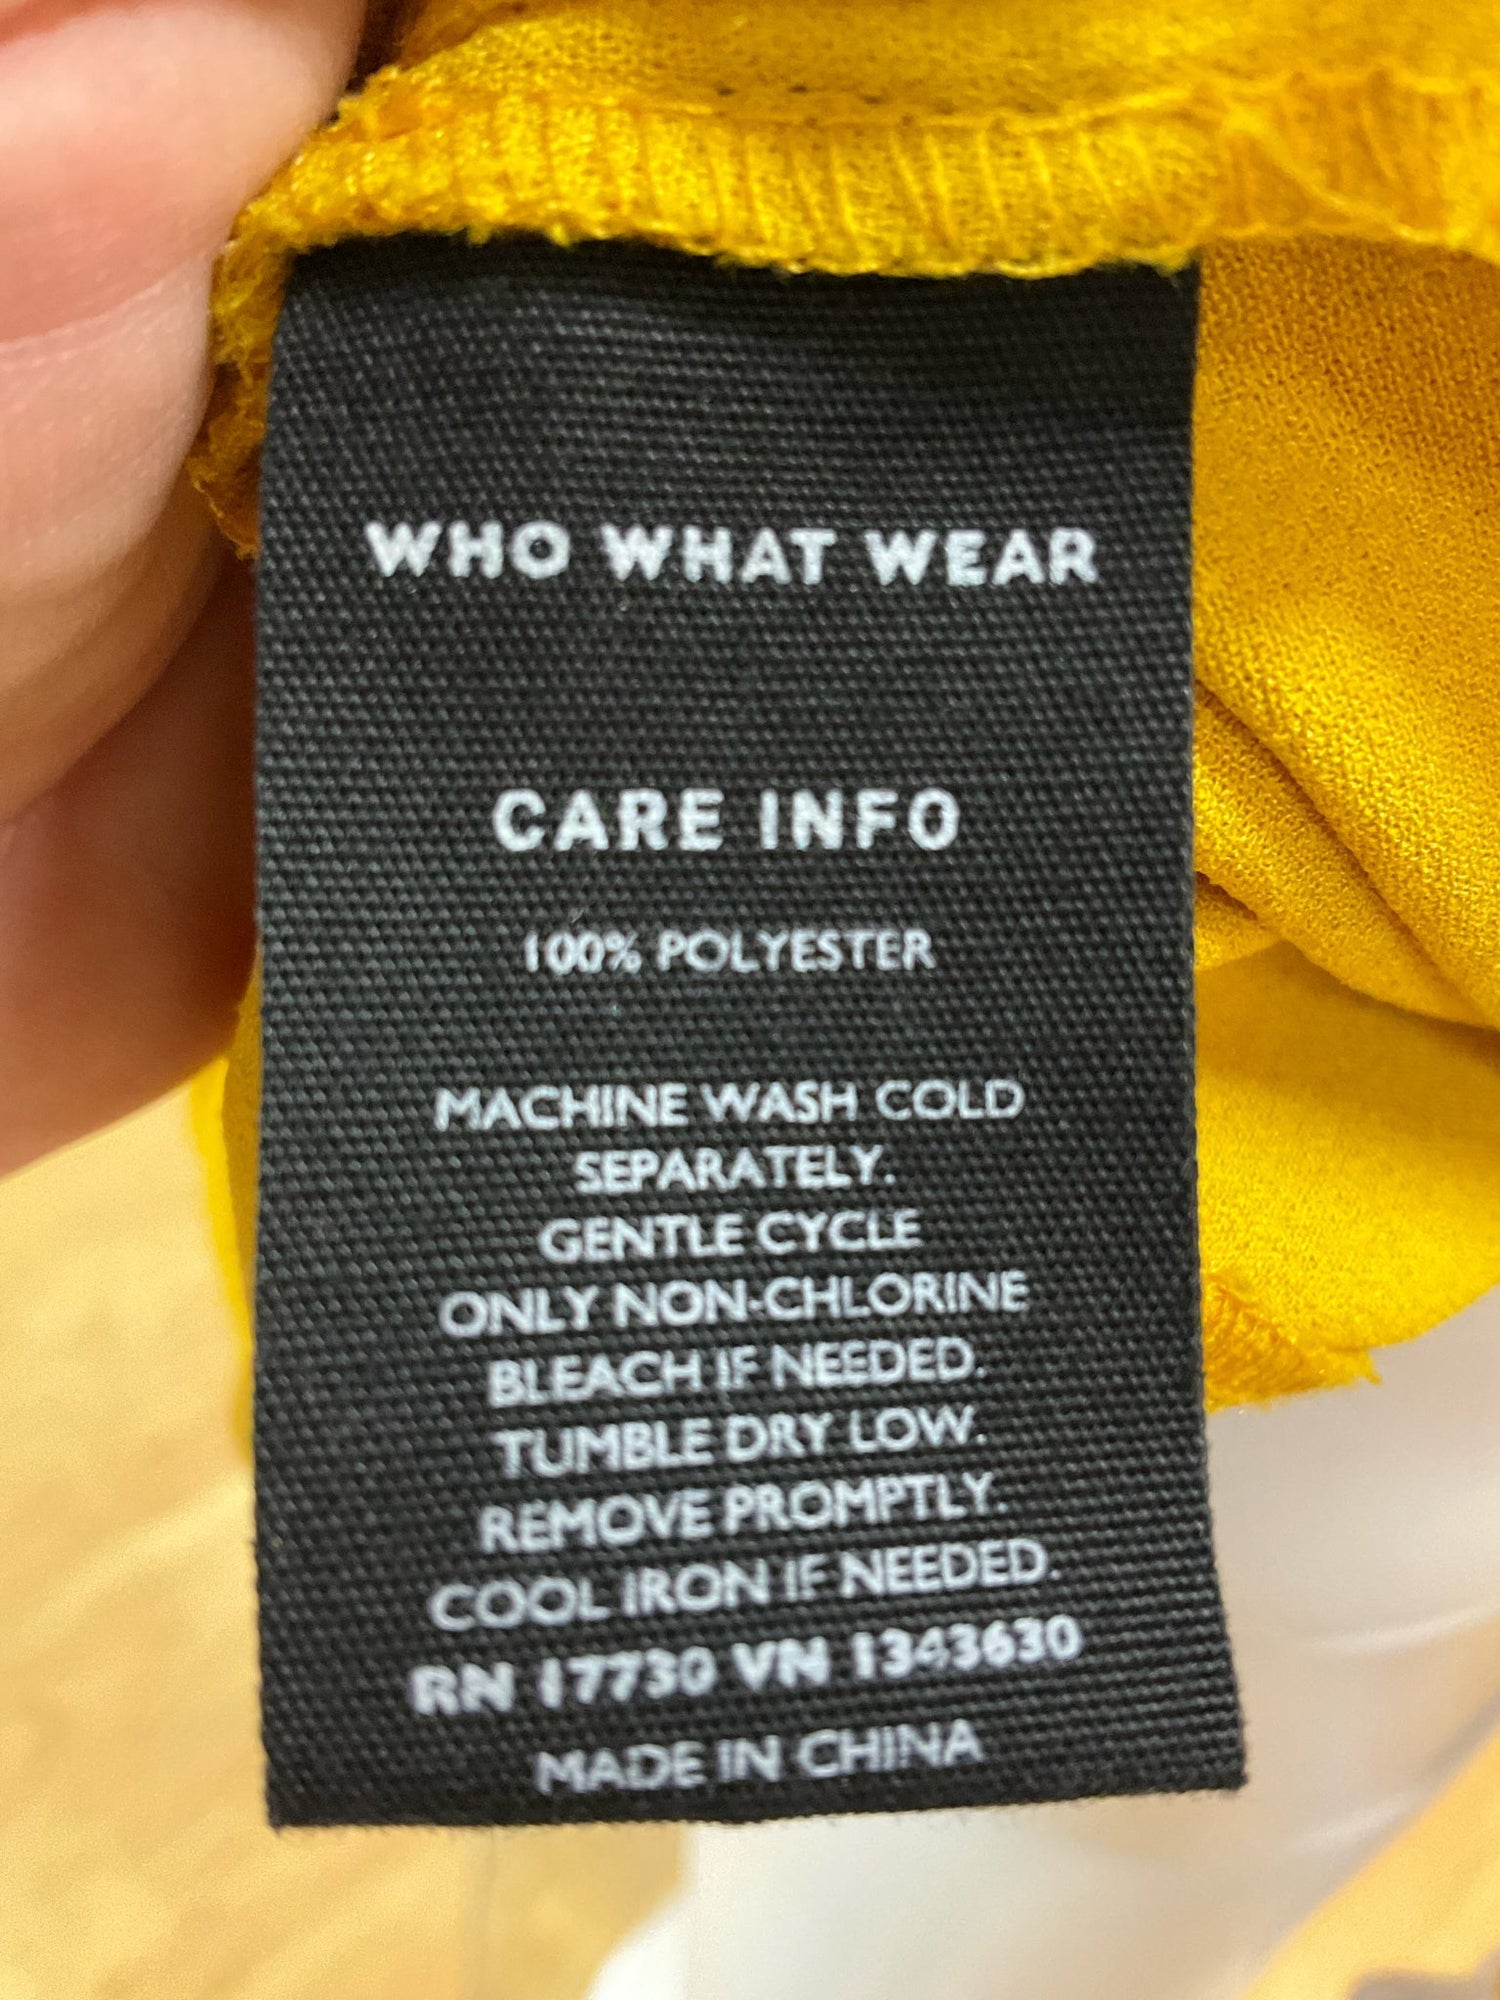 WHO WHAT WEAR
CARE INFO
100% POLYESTER
MACHINE WASH COLD
SEPARATELY.
GENTLE CYCLE
ONLY NON-CHLORINE
BLEACH IF NEEDED.
TUMBLE DRY LOW.
REMOVE PROMPTLY.
COOL IRON IF NEEDED.
RN 17730 VN 1343630
MADE IN CHINA